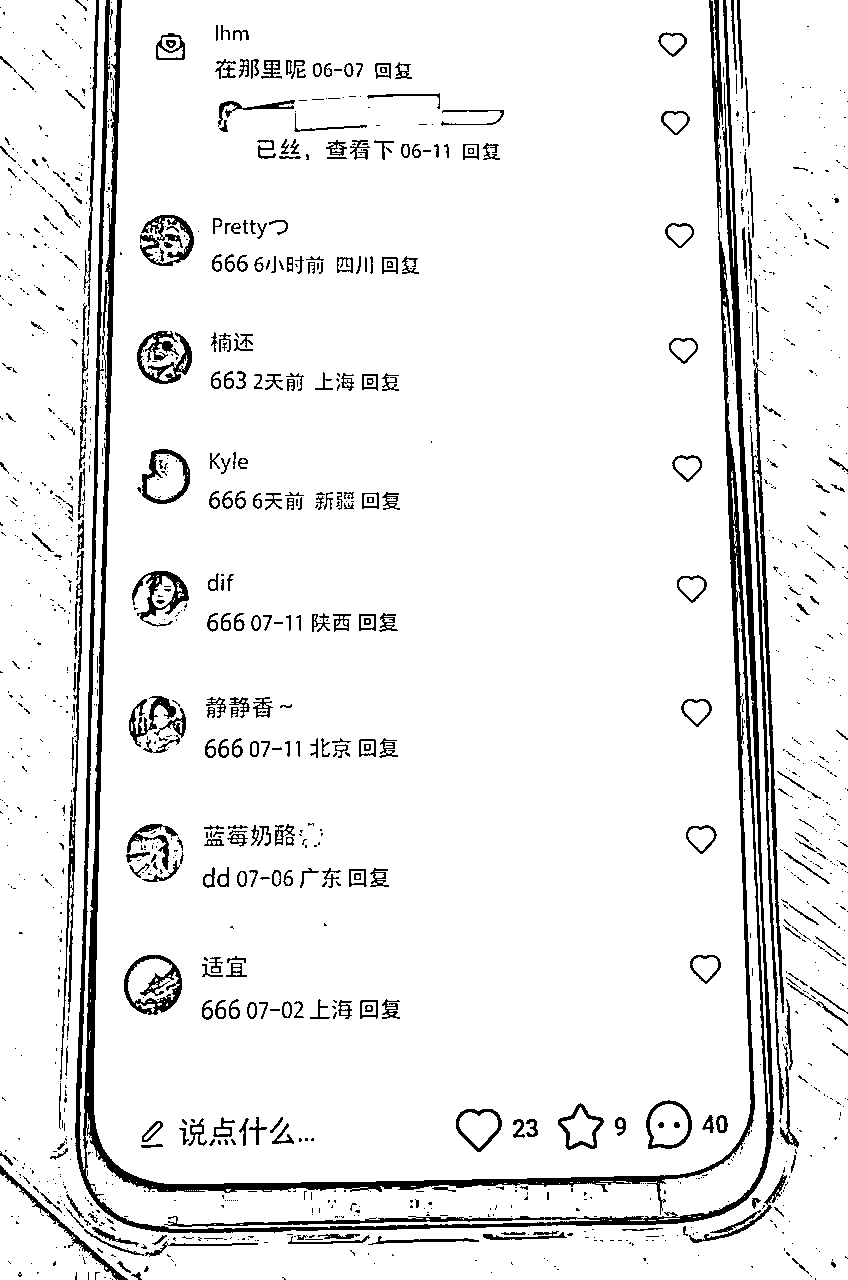 lhm
在那里呢 06-07 回复
已丝，查看下 06-11 回复
Prettyつ
666 6小时前 四川 回复
楠还
663 2天前 上海 回复
Kyle
666 6天前 新疆 回复
dif
666 07-11 陕西 回复
静静香~
666 07-11 北京 回复
蓝莓奶酪
dd 07-06 广东 回复
适宜
666 07-02 上海 回复
说点什么... 23 9 40